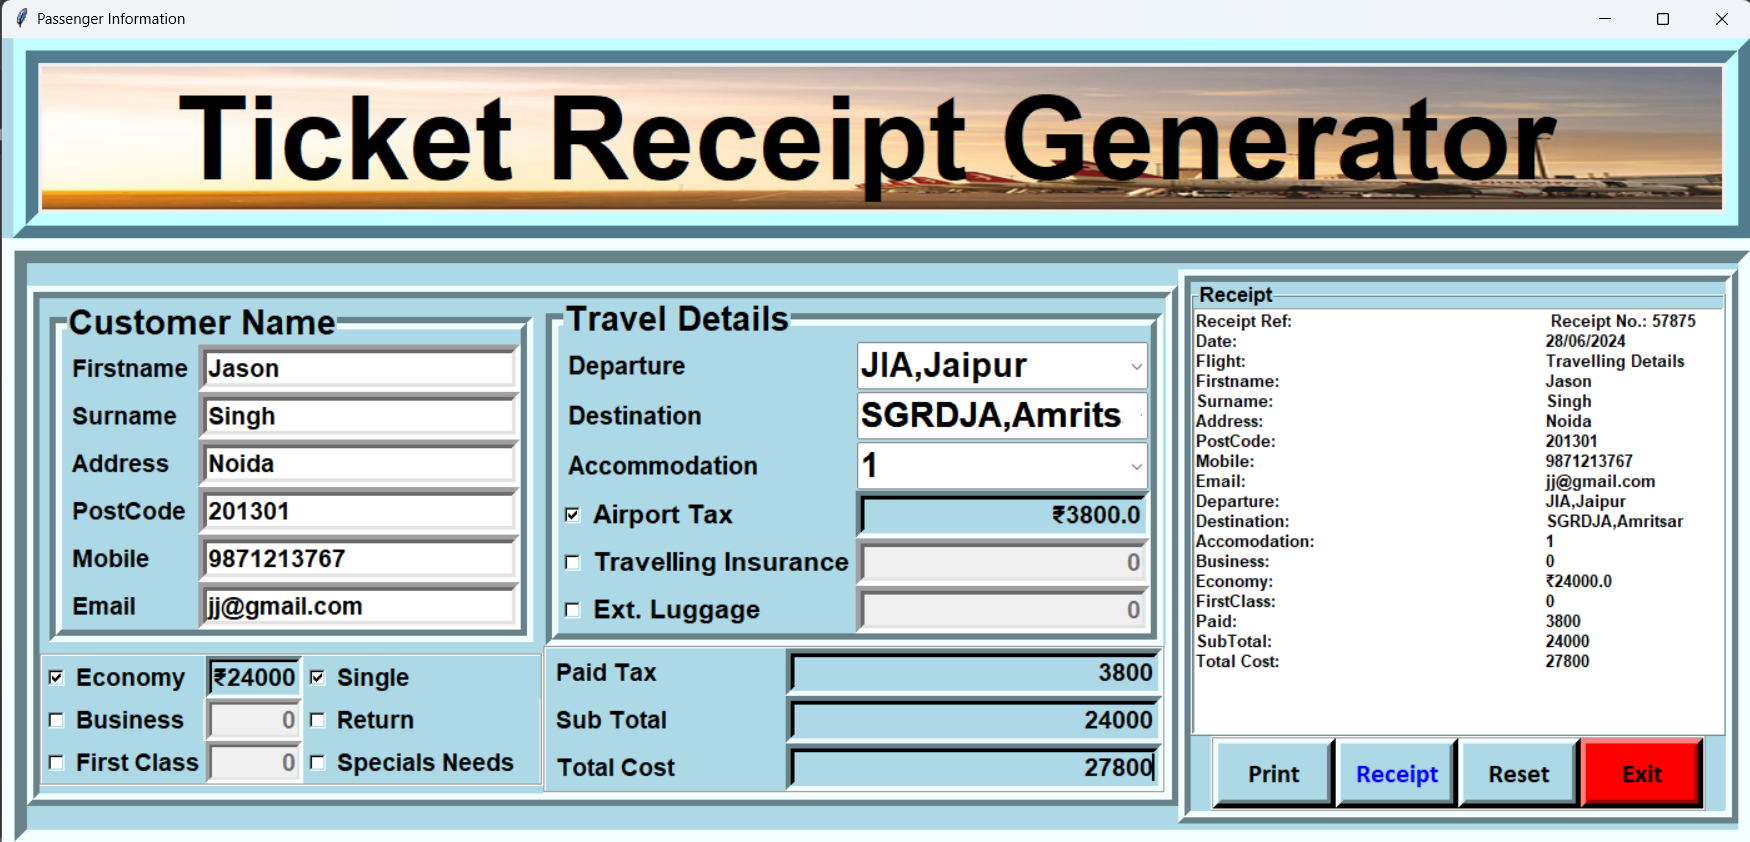 Passenger Information
Ticket Receipt Generator
Customer Name
Firstname Jason
Surname Singh
Address Noida
PostCode 201301
Mobile 9871213767
Email jj@gmail.com
Economy ₹24000 Single
Business 0 Return
First Class 0 Specials Needs
Travel Details
Departure JIA,Jaipur
Destination SGRDJA,Amrits
Accommodation 1
Airport Tax ₹3800.0
Travelling Insurance 0
Ext. Luggage 0
Paid Tax 3800
Sub Total 24000
Total Cost 27800
Receipt
Receipt Ref: Receipt No.: 57875
Date: 28/06/2024
Flight: Travelling Details
Firstname: Jason
Surname: Singh
Address: Noida
PostCode: 201301
Mobile: 9871213767
Email: jj@gmail.com
Departure: JIA,Jaipur
Destination: SGRDJA,Amritsar
Accomodation: 1
Business: 0
Economy: ₹24000.0
FirstClass: 0
Paid: 3800
SubTotal: 24000
Total Cost: 27800
Print Receipt Reset Exit